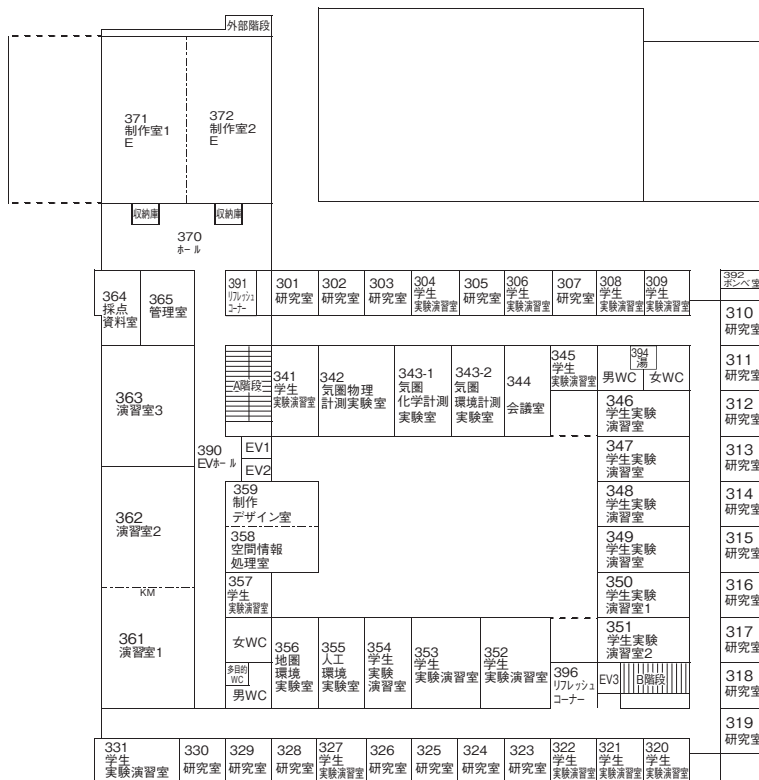 外部階段
371
制作室1
E
372
制作室2
E
収納庫
収納庫
370
ホール
364
採点
資料室
365
管理室
391
リフレッシュ
コーナー
301
研究室
302
研究室
303
研究室
304
学生
実験演習室
305
研究室
306
学生
実験演習室
307
研究室
308
学生
実験演習室
309
学生
実験演習室
392
ボンベ室
310
研究室
311
研究室
312
研究室
313
研究室
314
研究室
315
研究室
316
研究室
317
研究室
318
研究室
319
研究室
A階段
341
学生
実験演習室
342
気圏物理
計測実験室
343-1
気圏
化学計測
実験室
343-2
気圏
環境計測
実験室
344
会議室
345
学生
実験演習室
394
湯
男WC
女WC
346
学生実験
演習室
347
学生実験
演習室
348
学生実験
演習室
349
学生実験
演習室
350
学生実験
演習室1
351
学生実験
演習室2
363
演習室3
390
EVホール
EV1
EV2
359
制作
デザイン室
358
空間情報
処理室
362
演習室2
KM
357
学生
実験演習室
361
演習室1
女WC
多目的
WC
男WC
356
地圏
環境
実験室
355
人工
環境
実験室
354
学生
実験
演習室
353
学生
実験演習室
352
学生
実験演習室
396
リフレッシュ
コーナー
EV3
B階段
331
学生
実験演習室
330
研究室
329
研究室
328
研究室
327
学生
実験演習室
326
研究室
325
研究室
324
研究室
323
研究室
322
学生
実験演習室
321
学生
実験演習室
320
学生
実験演習室